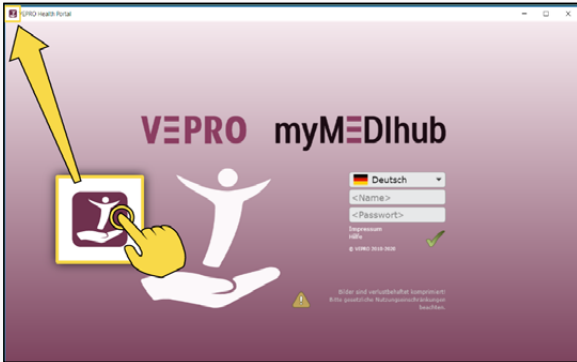 VEPRO Health Portal
VEPRO myMEDIhub
Deutsch
<Name>
<Passwort>
Impressum
Hilfe
© VEPRO 2010-2020
Bilder sind verlustbehaftet komprimiert!
Bitte gesetzliche Nutzungseinschränkungen
beachten.